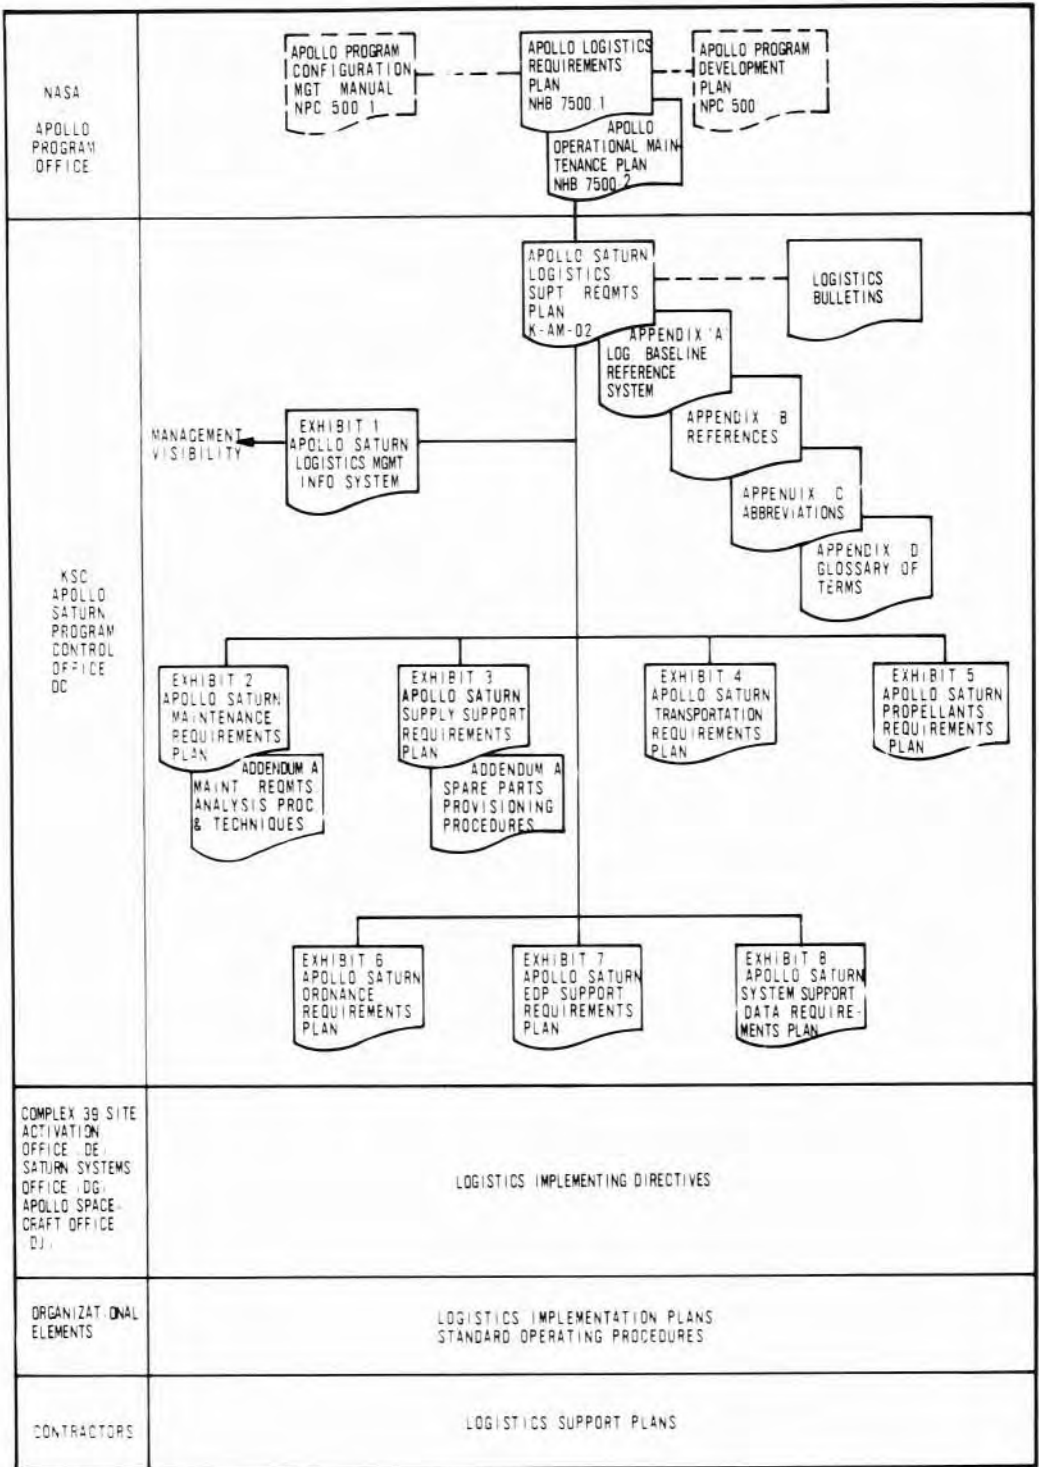 NASA
APOLLO
PROGRAM
OFFICE
APOLLO PROGRAM
CONFIGURATION
MGT MANUAL
NPC 500 1
APOLLO LOGISTICS
REQUIREMENTS
PLAN
NHB 7500.1
APOLLO PROGRAM
DEVELOPMENT
PLAN
NPC 500
APOLLO
OPERATIONAL MAIN-
TENANCE PLAN
NHB 7500.2
KSC
APOLLO
SATURN
PROGRAM
CONTROL
OFFICE
DC
APOLLO SATURN
LOGISTICS
SUPT REQMTS
PLAN
K-AM-02
LOGISTICS
BULLETINS
APPENDIX 'A'
LOG. BASELINE
REFERENCE
SYSTEM
APPENDIX B
REFERENCES
APPENDIX C
ABBREVIATIONS
APPENDIX D
GLOSSARY OF
TERMS
MANAGEMENT
VISIBILITY
EXHIBIT 1
APOLLO SATURN
LOGISTICS MGMT
INFO SYSTEM
EXHIBIT 2
APOLLO SATURN
MAINTENANCE
REQUIREMENTS
PLAN
ADDENDUM A
MAINT REQMTS
ANALYSIS PROC
& TECHNIQUES
EXHIBIT 3
APOLLO SATURN
SUPPLY SUPPORT
REQUIREMENTS
PLAN
ADDENDUM A
SPARE PARTS
PROVISIONING
PROCEDURES
EXHIBIT 4
APOLLO SATURN
TRANSPORTATION
REQUIREMENTS
PLAN
EXHIBIT 5
APOLLO SATURN
PROPELLANTS
REQUIREMENTS
PLAN
EXHIBIT 6
APOLLO SATURN
ORDNANCE
REQUIREMENTS
PLAN
EXHIBIT 7
APOLLO SATURN
EDP SUPPORT
REQUIREMENTS
PLAN
EXHIBIT 8
APOLLO SATURN
SYSTEM SUPPORT
DATA REQUIRE-
MENTS PLAN
COMPLEX 39 SITE
ACTIVATION
OFFICE (DE)
SATURN SYSTEMS
OFFICE (DG)
APOLLO SPACE-
CRAFT OFFICE
(DJ)
LOGISTICS IMPLEMENTING DIRECTIVES
ORGANIZATIONAL
ELEMENTS
LOGISTICS IMPLEMENTATION PLANS
STANDARD OPERATING PROCEDURES
CONTRACTORS
LOGISTICS SUPPORT PLANS